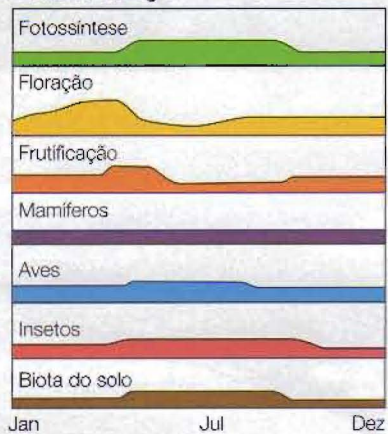 Fotossíntese
Floração
Frutificação
Mamíferos
Aves
Insetos
Biota do solo
Jan Jul Dez